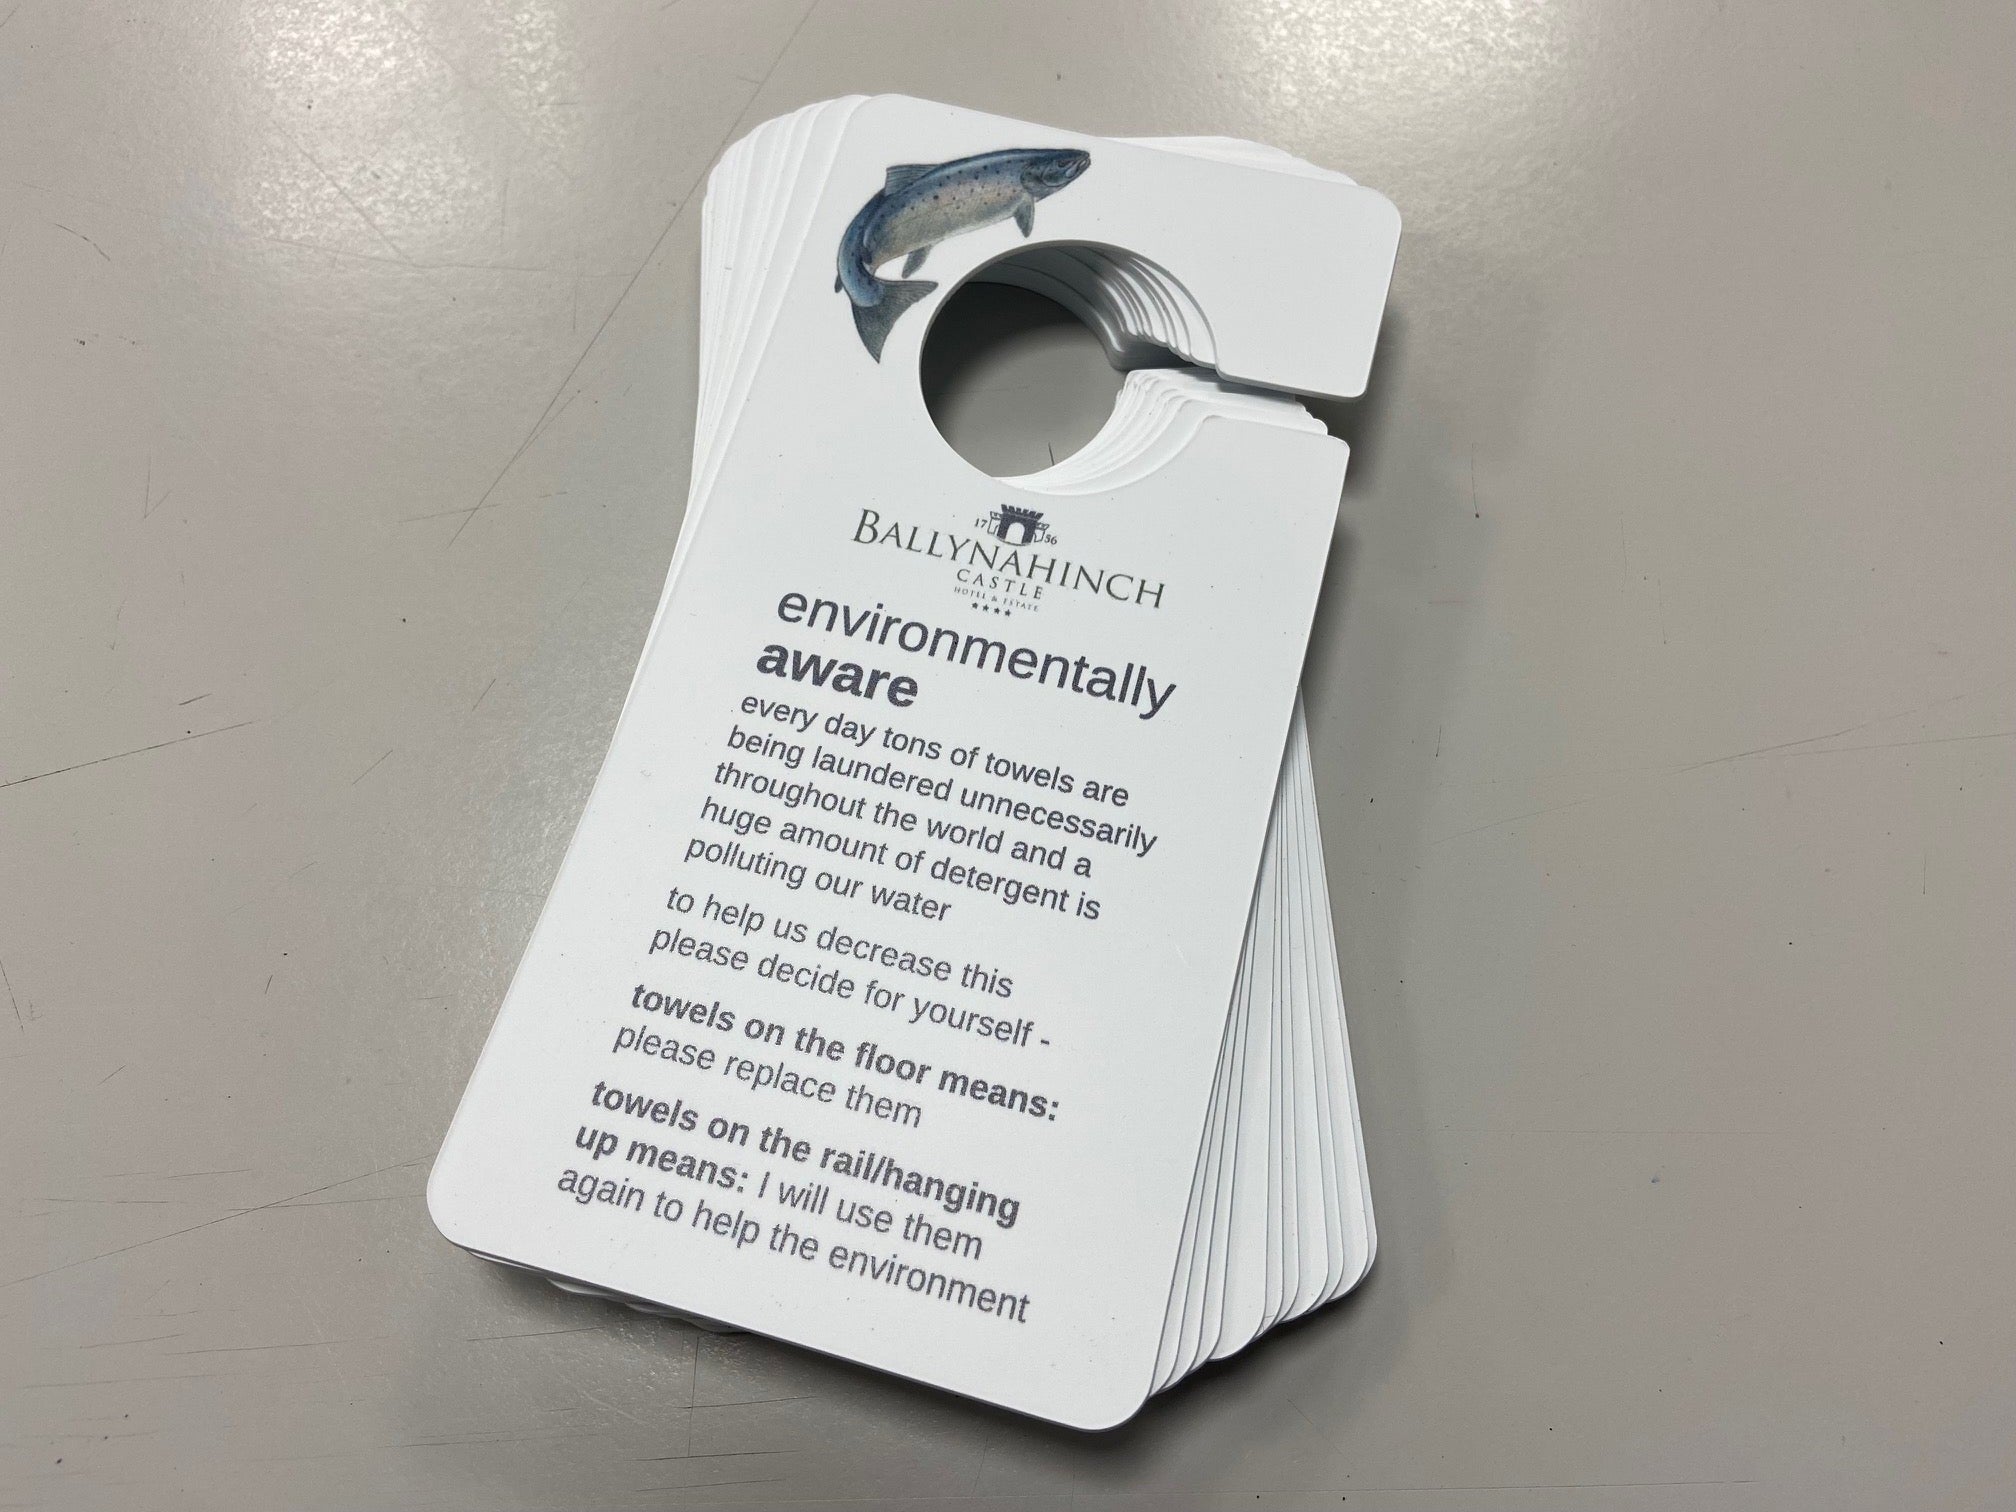 17 56
BALLYNAHINCH
CASTLE
HOTEL & ESTATE
environmentally
aware
every day tons of towels are
being laundered unnecessarily
throughout the world and a
huge amount of detergent is
polluting our water
to help us decrease this
please decide for yourself -
towels on the floor means:
please replace them
towels on the rail/hanging
up means: I will use them
again to help the environment